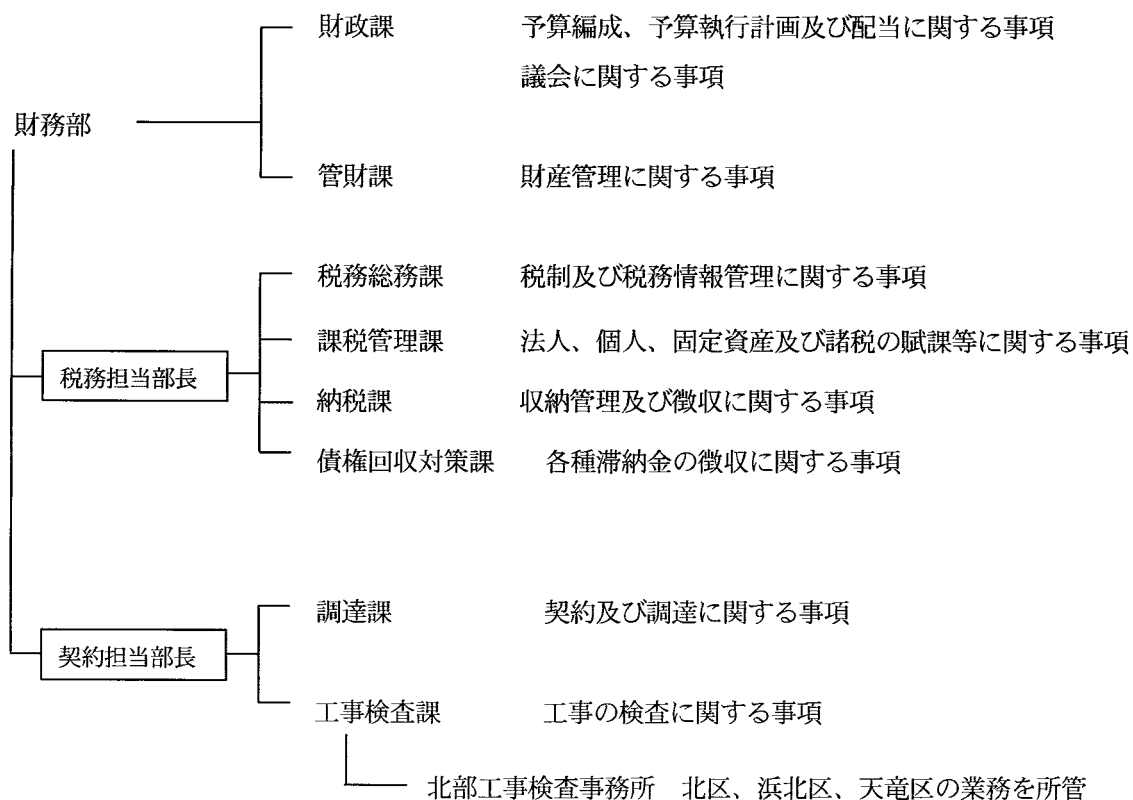 財政課 予算編成、予算執行計画及び配当に関する事項
議会に関する事項
財務部
管財課 財産管理に関する事項
税務総務課 税制及び税務情報管理に関する事項
課税管理課 法人、個人、固定資産及び諸税の賦課等に関する事項
税務担当部長
納税課 収納管理及び徴収に関する事項
債権回収対策課 各種滞納金の徴収に関する事項
調達課 契約及び調達に関する事項
契約担当部長
工事検査課 工事の検査に関する事項
北部工事検査事務所 北区、浜北区、天竜区の業務を所管